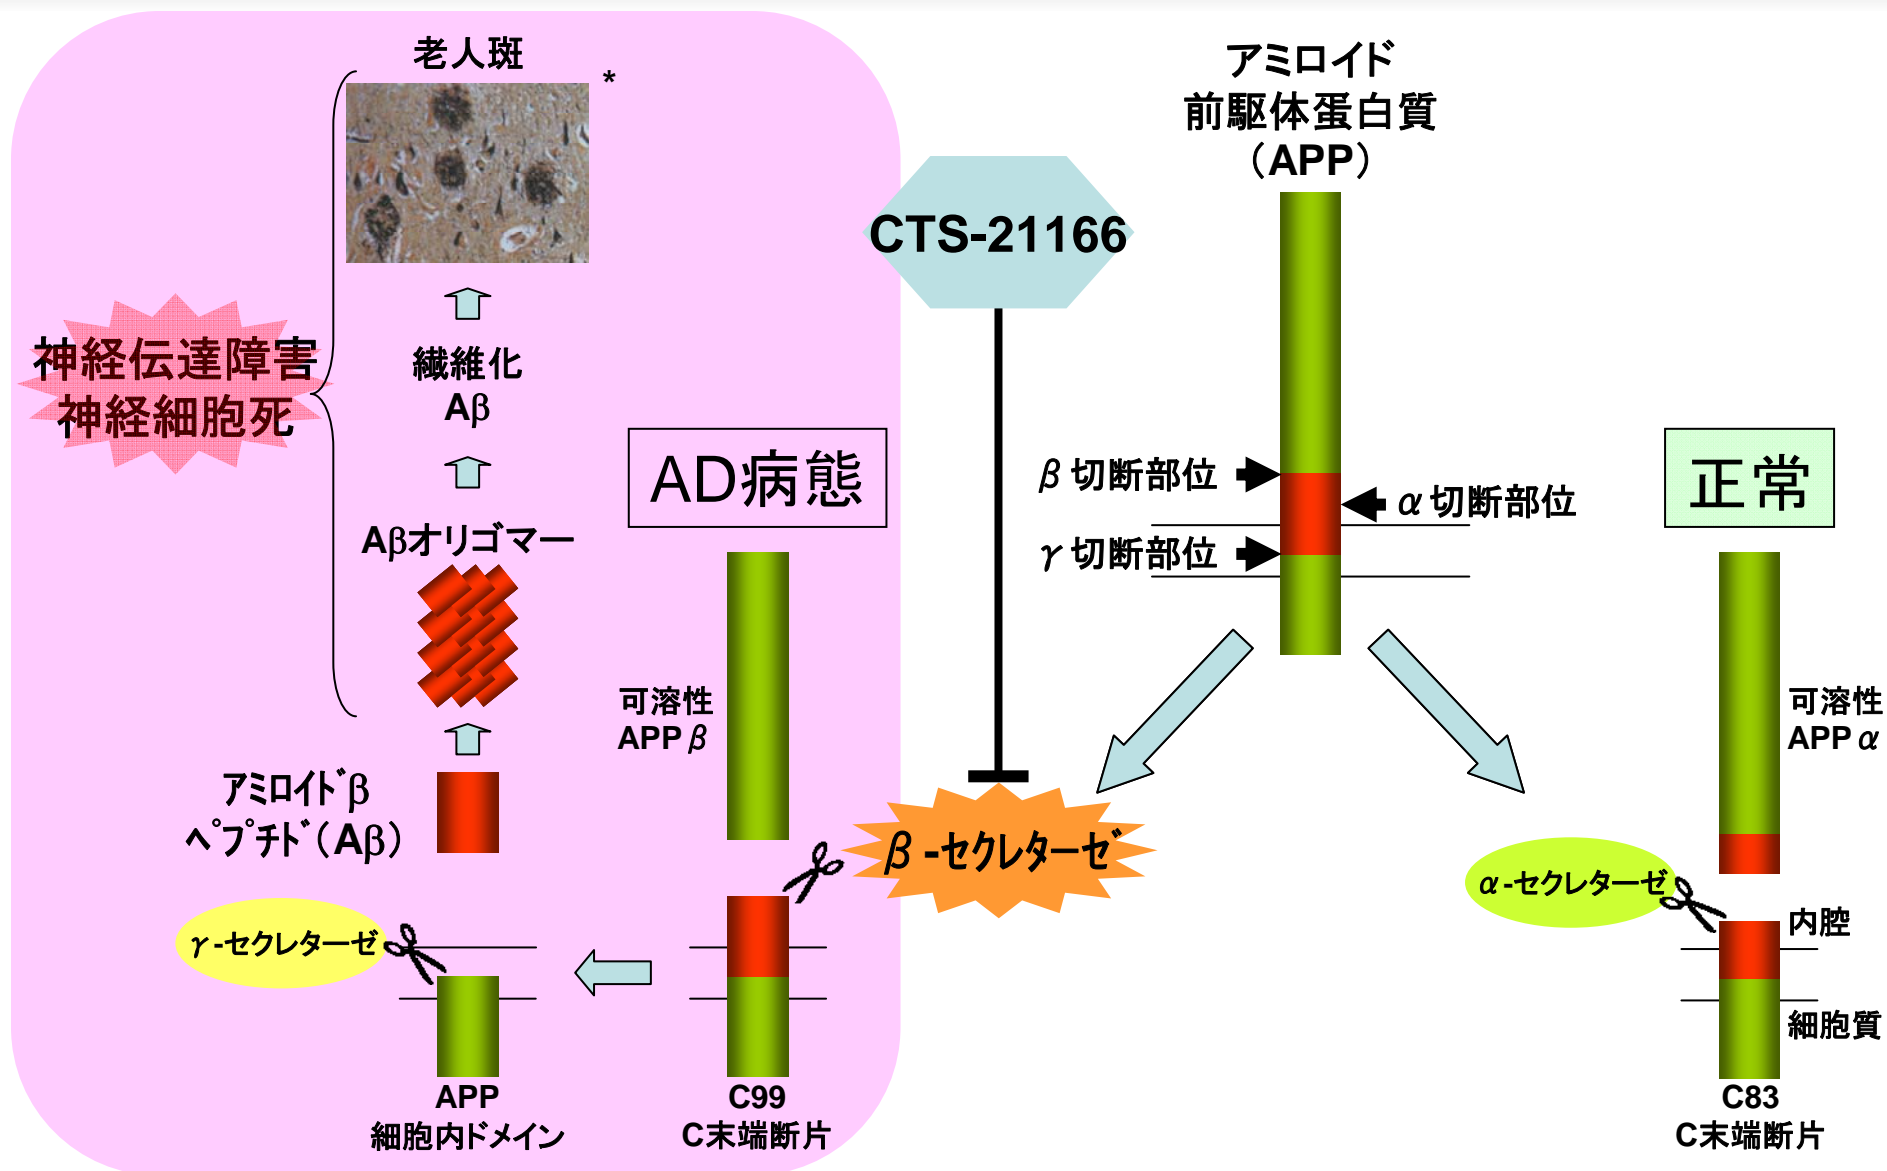 老人斑
*
神経伝達障害
神経細胞死
繊維化
Aβ
Aβオリゴマー
アミロイドβ
ペプチド(Aβ)
γ-セクレターゼ
APP
細胞内ドメイン
AD病態
可溶性
APPβ
C99
C末端断片
CTS-21166
β-セクレターゼ
アミロイド
前駆体蛋白質
(APP)
β切断部位
α切断部位
γ切断部位
正常
可溶性
APPα
α-セクレターゼ
内腔
細胞質
C83
C末端断片